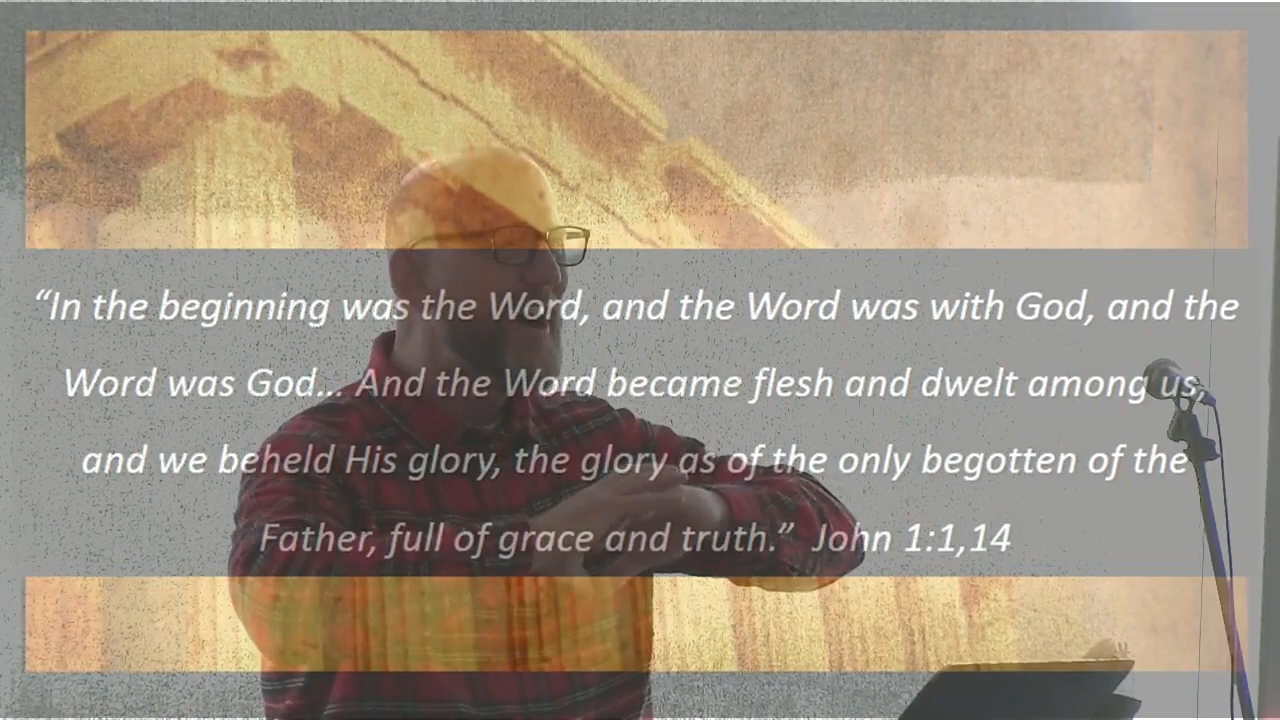 “In the beginning was the Word, and the Word was with God, and the
Word was God... And the Word became flesh and dwelt among us,
and we beheld His glory, the glory as of the only begotten of the
Father, full of grace and truth.” John 1:1,14